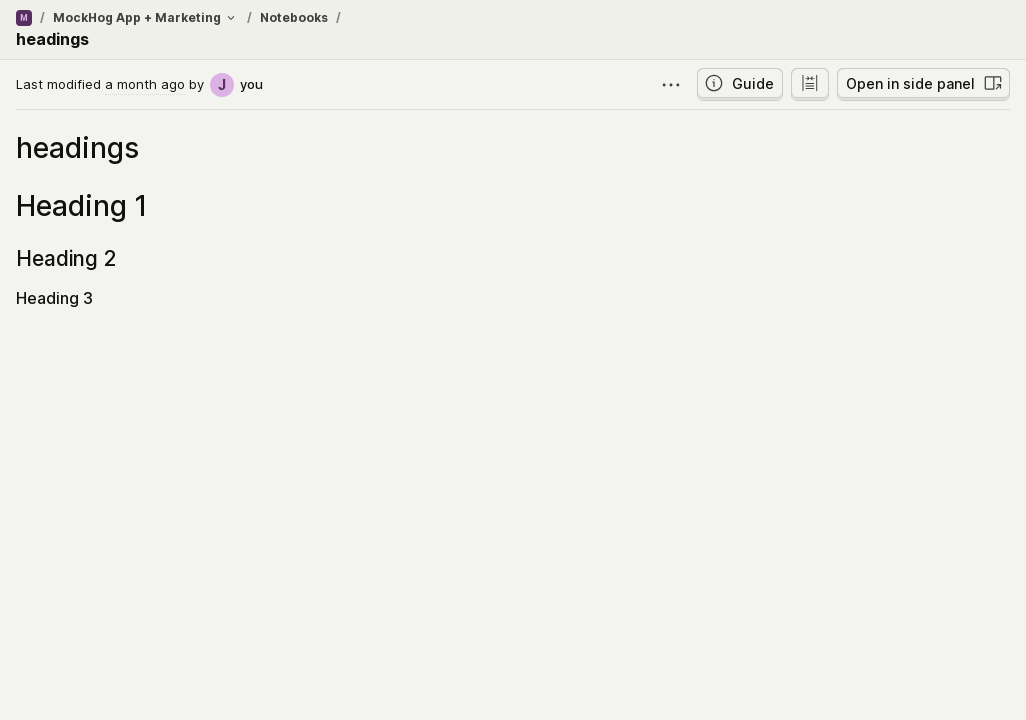 M / MockHog App + Marketing / Notebooks /
headings
Last modified a month ago by J you
Guide
Open in side panel
headings
Heading 1
Heading 2
Heading 3